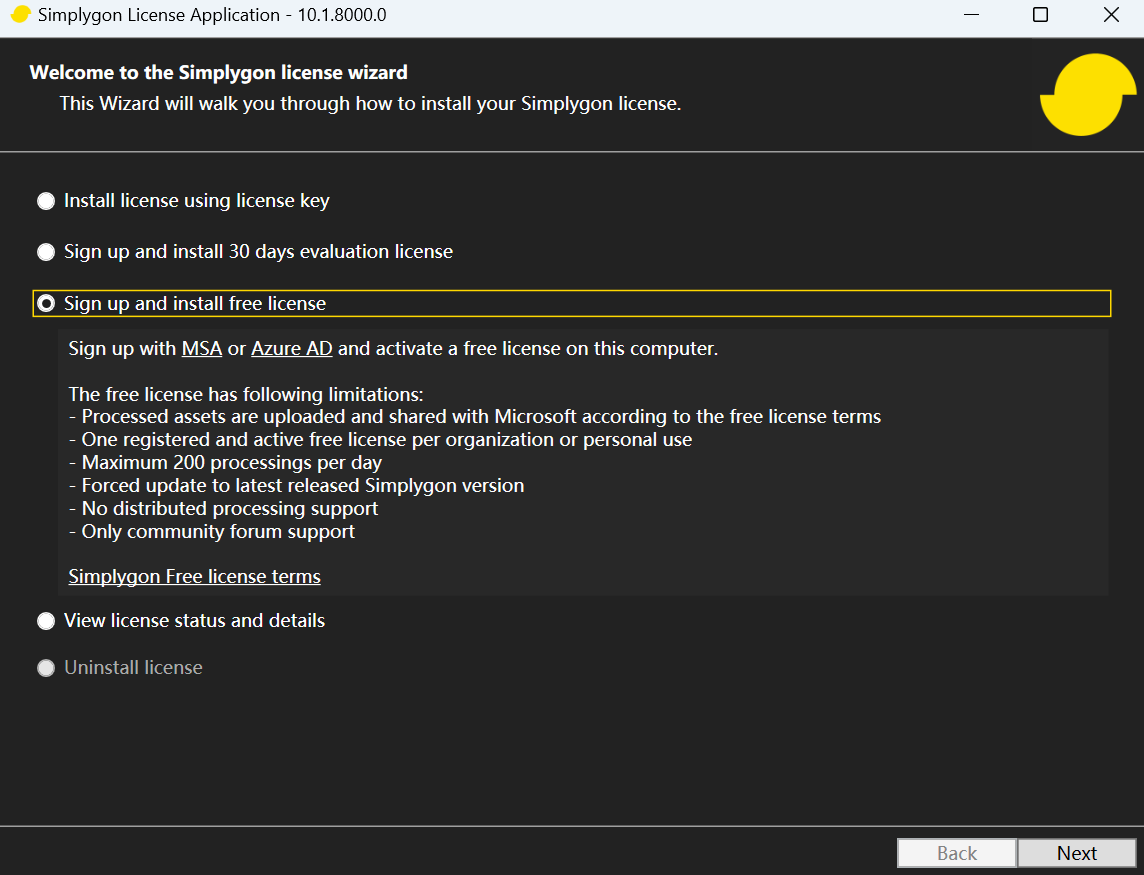 Simplygon License Application - 10.1.8000.0
Welcome to the Simplygon license wizard
This Wizard will walk you through how to install your Simplygon license.
Install license using license key
Sign up and install 30 days evaluation license
Sign up and install free license
Sign up with MSA or Azure AD and activate a free license on this computer.
The free license has following limitations:
- Processed assets are uploaded and shared with Microsoft according to the free license terms
- One registered and active free license per organization or personal use
- Maximum 200 processings per day
- Forced update to latest released Simplygon version
- No distributed processing support
- Only community forum support
Simplygon Free license terms
View license status and details
Uninstall license
Back Next